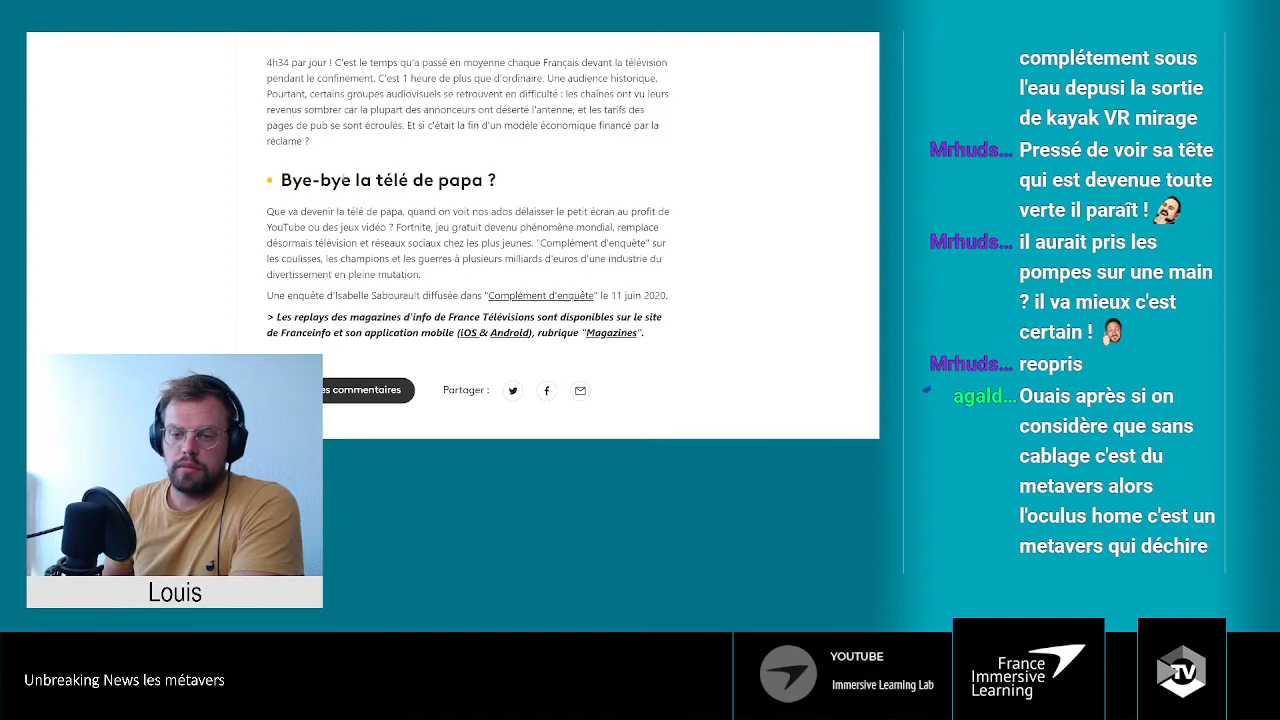 4h34 par jour ! C'est le temps qu'a passé en moyenne chaque Français devant la télévision
pendant le confinement. C'est 1 heure de plus que d'ordinaire. Une audience historique.
Pourtant, certains groupes audiovisuels se retrouvent en difficulté : les chaînes ont vu leurs
revenus sombrer car la plupart des annonceurs ont déserté l'antenne, et les tarifs des
pages de pub se sont écroulés. Et si c'était la fin d'un modèle économique financé par la
réclame ?
Bye-bye la télé de papa ?
Que va devenir la télé de papa, quand on voit nos ados délaisser le petit écran au profit de
YouTube ou des jeux vidéo ? Fortnite, jeu gratuit devenu phénomène mondial, remplace
désormais télévision et réseaux sociaux chez les plus jeunes. "Complément d'enquête" sur
les coulisses, les champions et les guerres à plusieurs milliards d'euros d'une industrie du
divertissement en pleine mutation.
Une enquête d'Isabelle Sabourault diffusée dans "Complément d'enquête" le 11 juin 2020.
> Les replays des magazines d'info de France Télévisions sont disponibles sur le site
de Franceinfo et son application mobile (iOS & Android), rubrique "Magazines".
es commentaires
Partager :
Louis
complétement sous
l'eau depusi la sortie
de kayak VR mirage
Mrhuds... Pressé de voir sa tête
qui est devenue toute
verte il paraît !
Mrhuds... il aurait pris les
pompes sur une main
? il va mieux c'est
certain !
Mrhuds... reopris
agald... Ouais après si on
considère que sans
cablage c'est du
metavers alors
l'oculus home c'est un
metavers qui déchire
Unbreaking News les métavers
YOUTUBE
Immersive Learning Lab
France
Immersive
Learning
TV